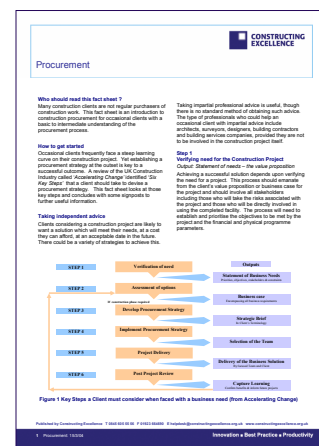 CONSTRUCTING
EXCELLENCE
Procurement
Who should read this fact sheet ?
Many construction clients are not regular purchasers of
construction work. This fact sheet is an introduction to
construction procurement for occasional clients with a
basic to intermediate understanding of the
procurement process.
How to get started
Occasional clients frequently face a steep learning
curve on their construction project. Yet establishing a
procurement strategy at the outset is key to a
successful outcome. A review of the UK Construction
Industry called 'Accelerating Change' identified 'Six
Key Steps' that a client should take to devise a
procurement strategy. This fact sheet looks at those
key steps and concludes with some signposts to
further useful information.
Taking independent advice
Clients considering a construction project are likely to
want a solution which will meet their needs, at a cost
they can afford, at an acceptable date in the future.
There could be a variety of strategies to achieve this.
Taking impartial professional advice is useful, though
there is no standard method of obtaining such advice.
The type of professionals who could help an
occasional client with impartial advice include
architects, surveyors, designers, building contractors
and building services companies, provided they are not
to be involved in the construction project itself.
Step 1
Verifying need for the Construction Project
Output: Statement of needs – the value proposition
Achieving a successful solution depends upon verifying
the need for a project. This process should emanate
from the client's value proposition or business case for
the project and should involve all stakeholders
including those who will take the risks associated with
the project and those who will be directly involved in
using the completed facility. The process will need to
establish and prioritise the objectives to be met by the
project and the financial and physical programme
parameters.
Outputs
STEP 1
Verification of need
Statement of Business Needs
STEP 2
Assessment of options
Business case
STEP 3
Develop Procurement Strategy
Strategic Brief
STEP 4
Implement Procurement Strategy
Selection of the Team
STEP 5
Project Delivery
Delivery of the Business Solution
STEP 6
Post Project Review
Capture Learning
Figure 1 Key Steps a Client must consider when faced with a business need (from Accelerating Change)
Published by Constructing Excellence
1 Procurement
Innovation & Best Practice = Productivity